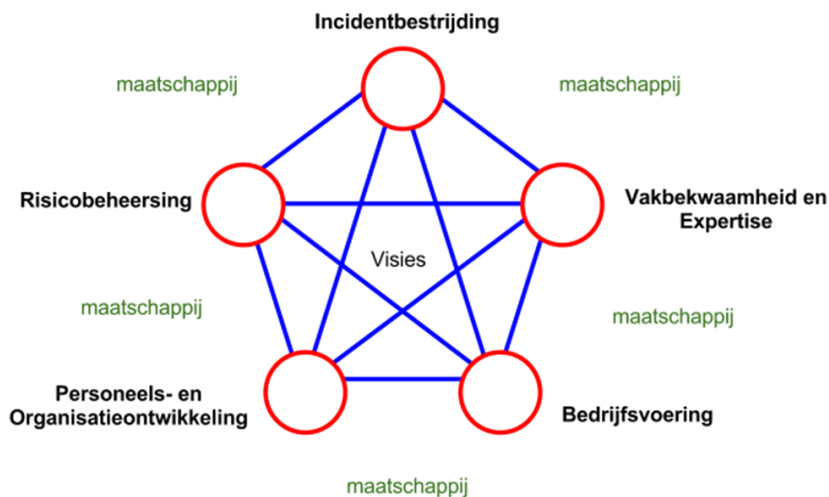 Incidentbestrijding
maatschappij
maatschappij
Risicobeheersing
Vakbekwaamheid en
Expertise
Visies
maatschappij
maatschappij
Personeels- en
Organisatieontwikkeling
Bedrijfsvoering
maatschappij